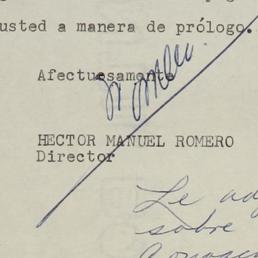 usted a manera de prólogo.
Afectuosamente
HECTOR MANUEL ROMERO
Director
Le
sobre